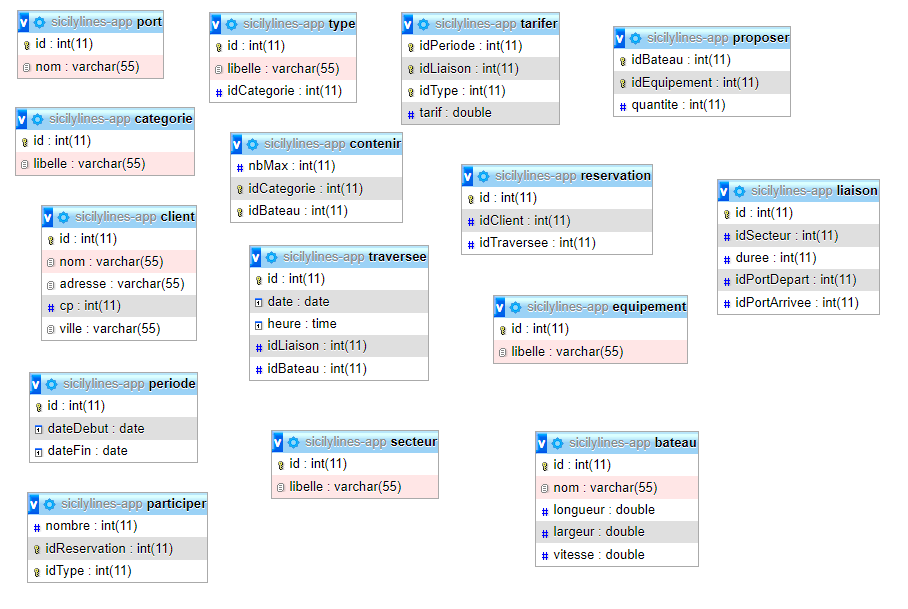 sicilylines-app port
id : int(11)
nom : varchar(55)
sicilylines-app type
id : int(11)
libelle : varchar(55)
idCategorie : int(11)
sicilylines-app tarifer
idPeriode : int(11)
idLiaison : int(11)
idType : int(11)
tarif : double
sicilylines-app proposer
idBateau : int(11)
idEquipement : int(11)
quantite : int(11)
sicilylines-app categorie
id : int(11)
libelle : varchar(55)
sicilylines-app contenir
nbMax : int(11)
idCategorie : int(11)
idBateau : int(11)
sicilylines-app reservation
id : int(11)
idClient : int(11)
idTraversee : int(11)
sicilylines-app liaison
id : int(11)
idSecteur : int(11)
duree : int(11)
idPortDepart : int(11)
idPortArrivee : int(11)
sicilylines-app client
id : int(11)
nom : varchar(55)
adresse : varchar(55)
cp : int(11)
ville : varchar(55)
sicilylines-app traversee
id : int(11)
date : date
heure : time
idLiaison : int(11)
idBateau : int(11)
sicilylines-app equipement
id : int(11)
libelle : varchar(55)
sicilylines-app periode
id : int(11)
dateDebut : date
dateFin : date
sicilylines-app secteur
id : int(11)
libelle : varchar(55)
sicilylines-app bateau
id : int(11)
nom : varchar(55)
longueur : double
largeur : double
vitesse : double
sicilylines-app participer
nombre : int(11)
idReservation : int(11)
idType : int(11)